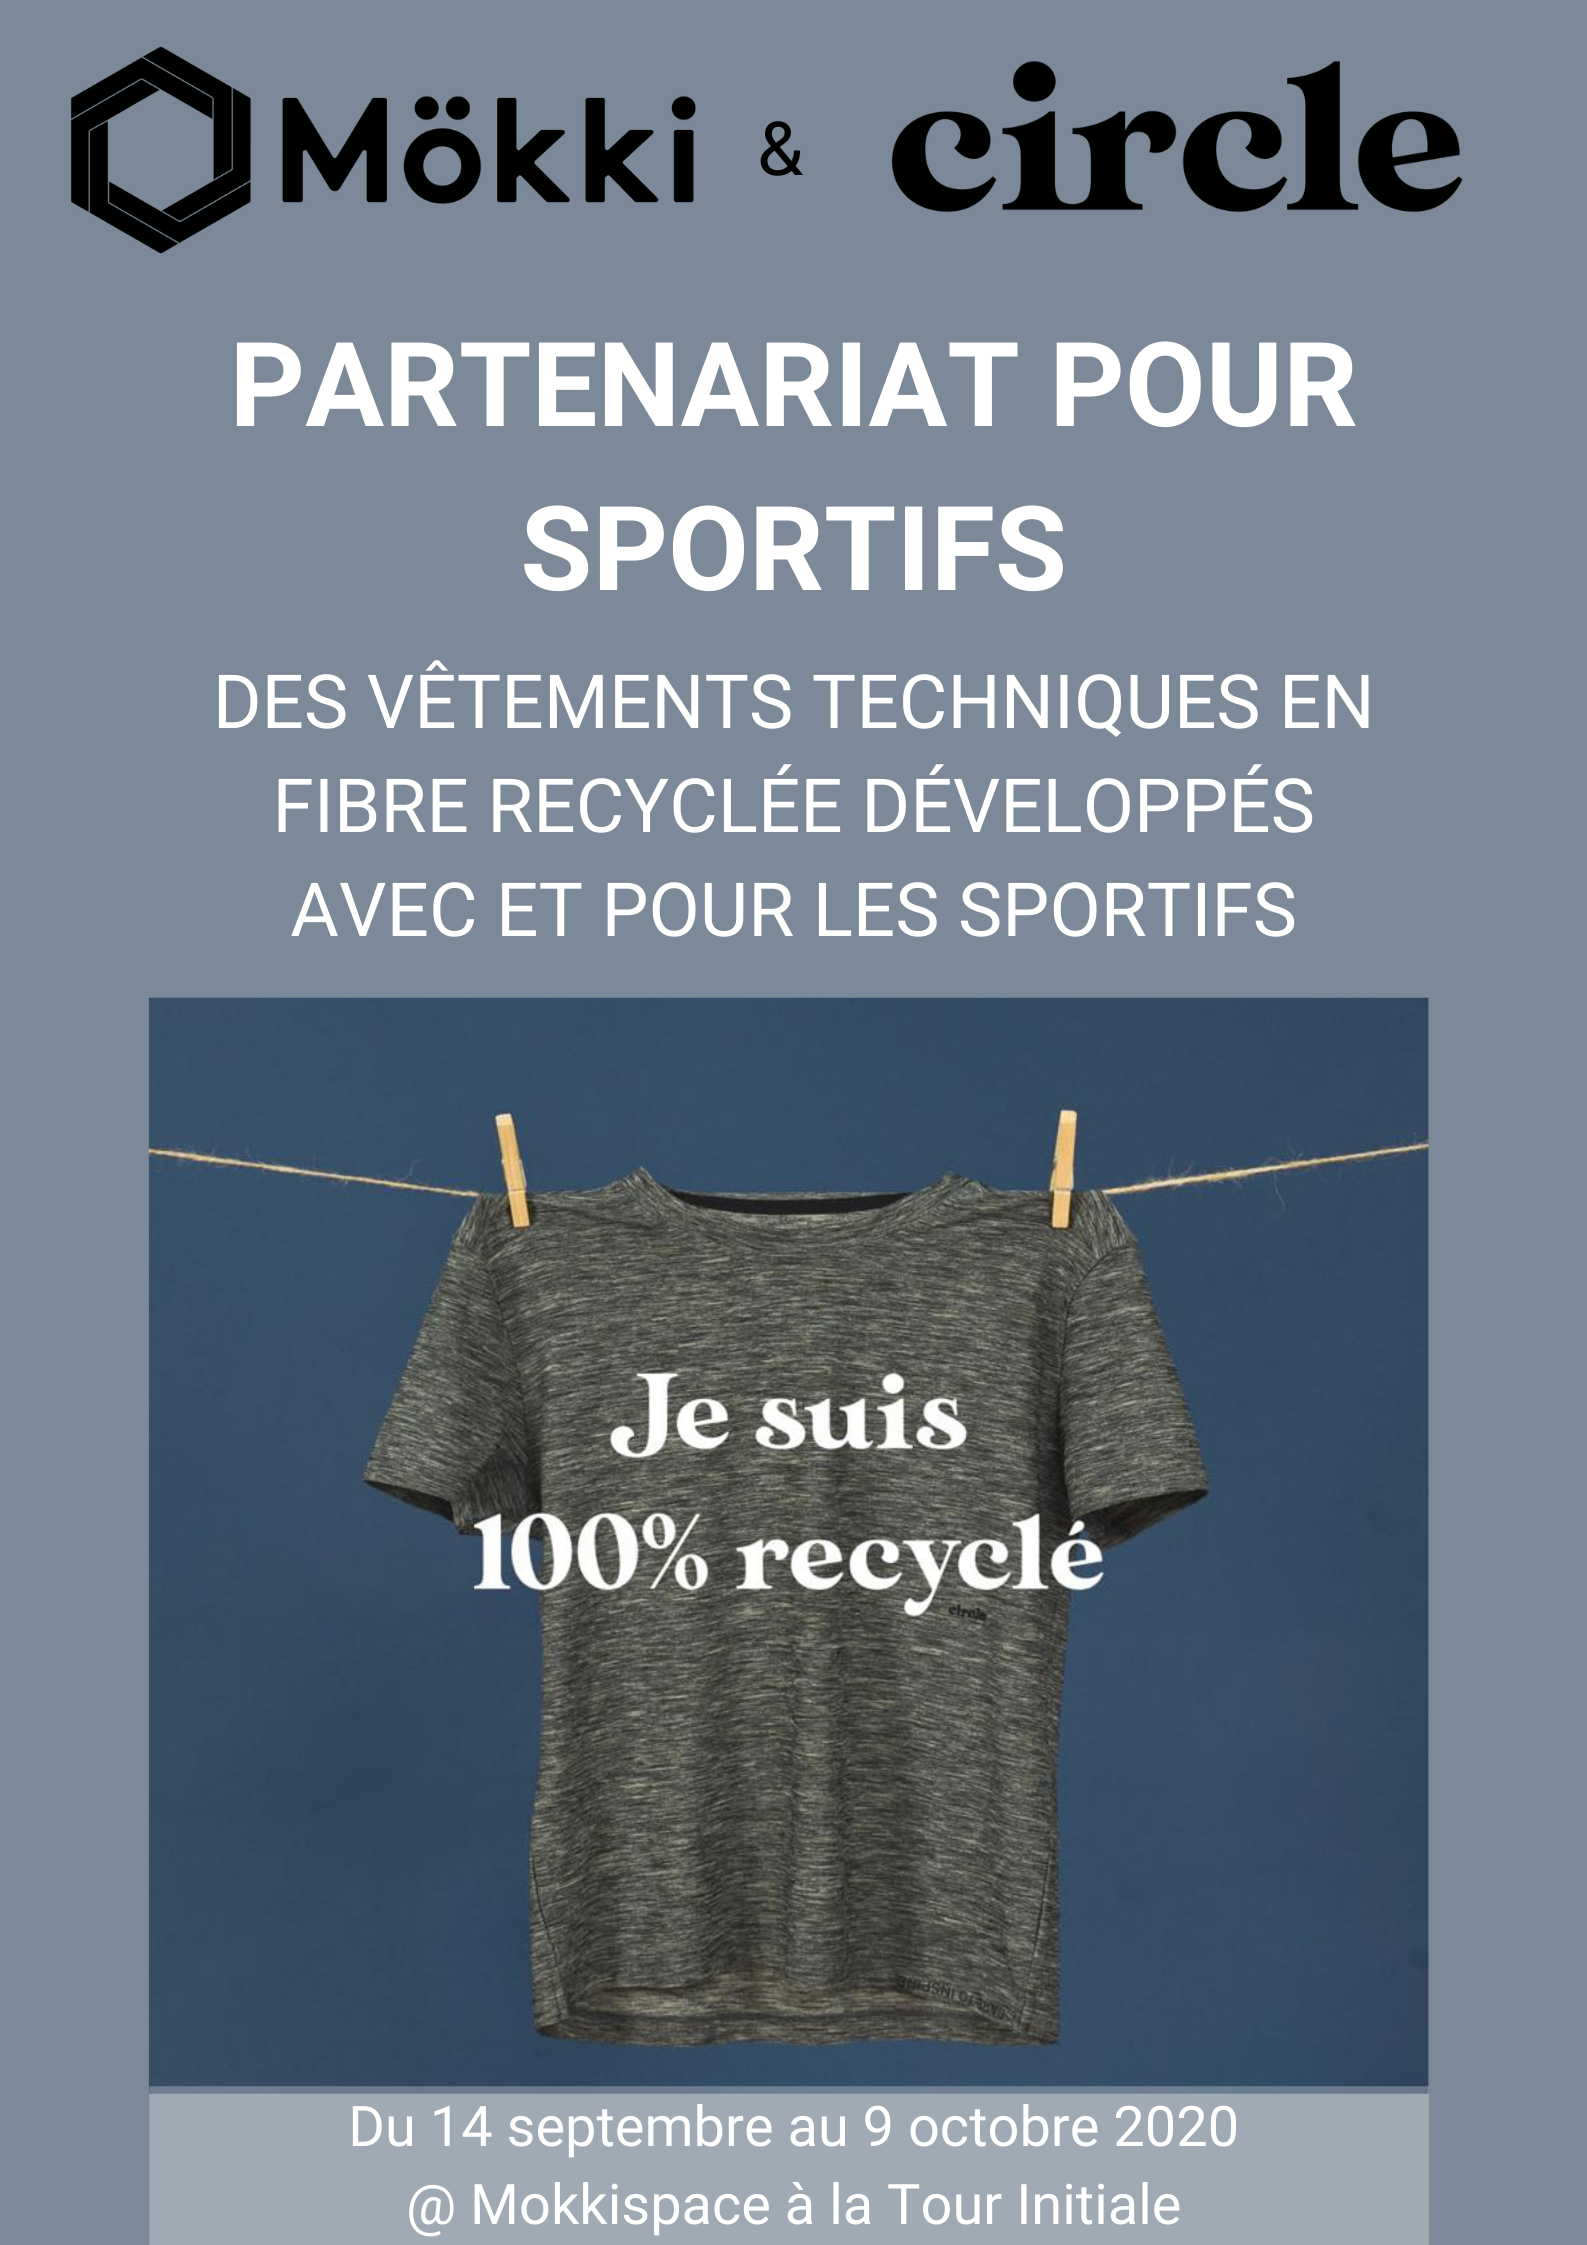 Mökki & circle
PARTENARIAT POUR
SPORTIFS
DES VÊTEMENTS TECHNIQUES EN
FIBRE RECYCLÉE DÉVELOPPÉS
AVEC ET POUR LES SPORTIFS
Je suis
100% recyclé
circle
Du 14 septembre au 9 octobre 2020
@ Mokkispace à la Tour Initiale